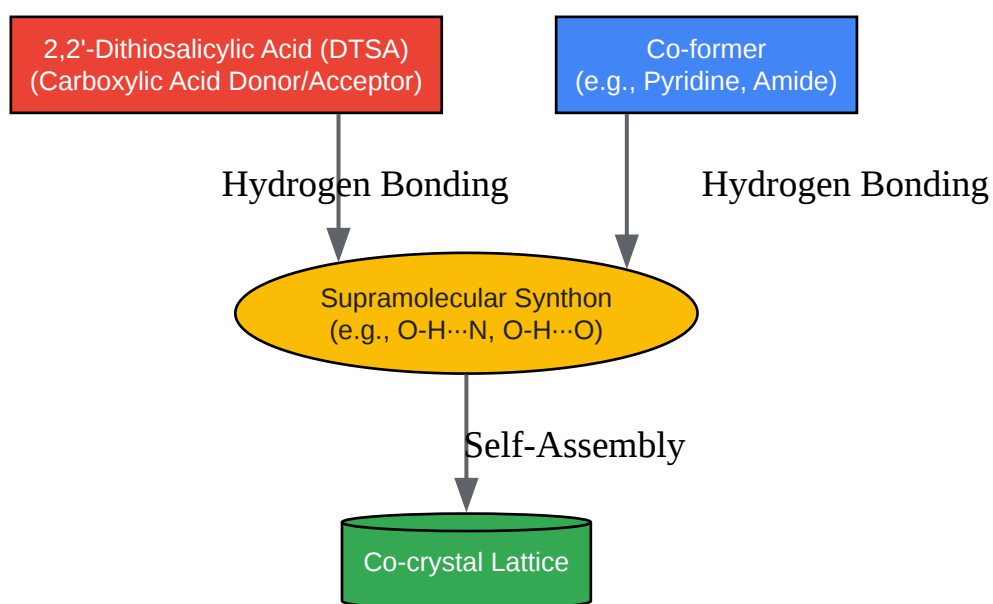 2,2'-Dithiosalicylic Acid (DTSA)
(Carboxylic Acid Donor/Acceptor)
Co-former
(e.g., Pyridine, Amide)
Hydrogen Bonding
Hydrogen Bonding
Supramolecular Synthon
(e.g., O-H···N, O-H···O)
Self-Assembly
Co-crystal Lattice